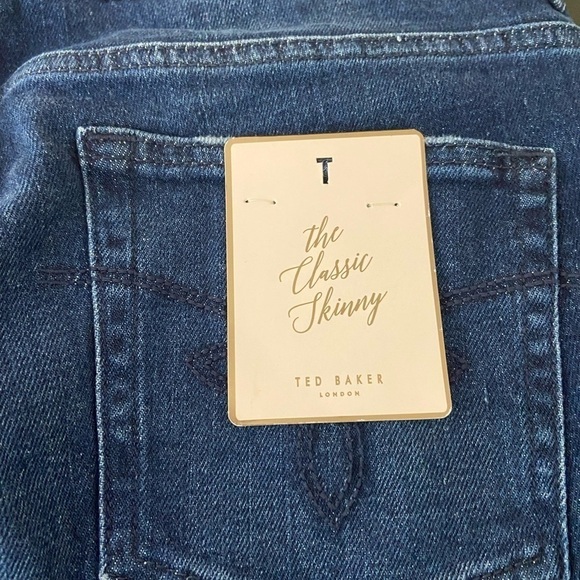 T
the
Classic
Skinny
TED BAKER
LONDON